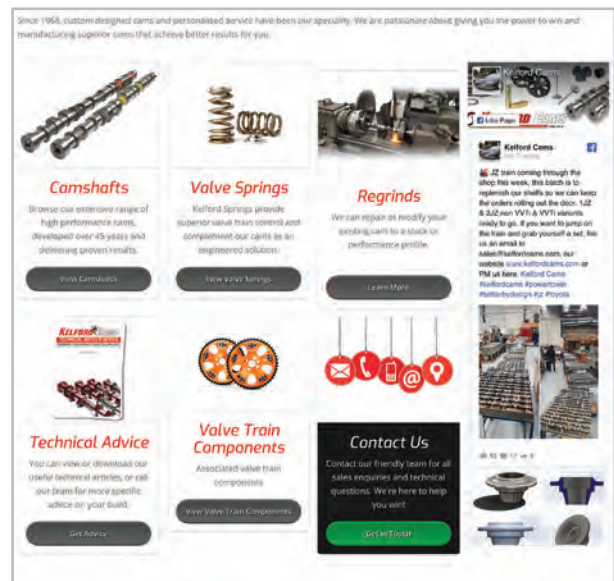 Since 1968, custom designed cams and personalised service have been our speciality. We are passionate about giving you the power to win and
manufacturing superior cams that achieve better results for you.
Camshafts
Browse our extensive range of
high performance cams,
developed over 45 years and
delivering proven results.
View Camshafts
Valve Springs
Kelford Springs provide
superior valve train control and
complement our cams as an
engineered solution.
View Valve Springs
Regrinds
We can repair or modify your
existing cam to a stock or
performance profile.
Learn More
Technical Advice
You can view or download our
useful technical articles, or call
our team for more specific
advice on your build.
Get Advice
Valve Train
Components
Associated valve train
components
View Valve Train Components
Contact Us
Contact our friendly team for all
sales enquiries and technical
questions. We're here to help
you win!
Get in Touch
Kelford Cams
Like Page
Kelford Cams
JZ train coming through the
shop this week, this batch is to
replenish our shelfs so we can keep
the orders rolling out the door. 1JZ
& 2JZ non VVTi & VVTi variants
ready to go. If you want to jump on
the train and grab yourself a set, fire
us an email to
sales@kelfordcams.com, our
website www.kelfordcams.com or
PM us here. Kelford Cams
#kelfordcams #powertrain
#betterbydesign #jz #toyota